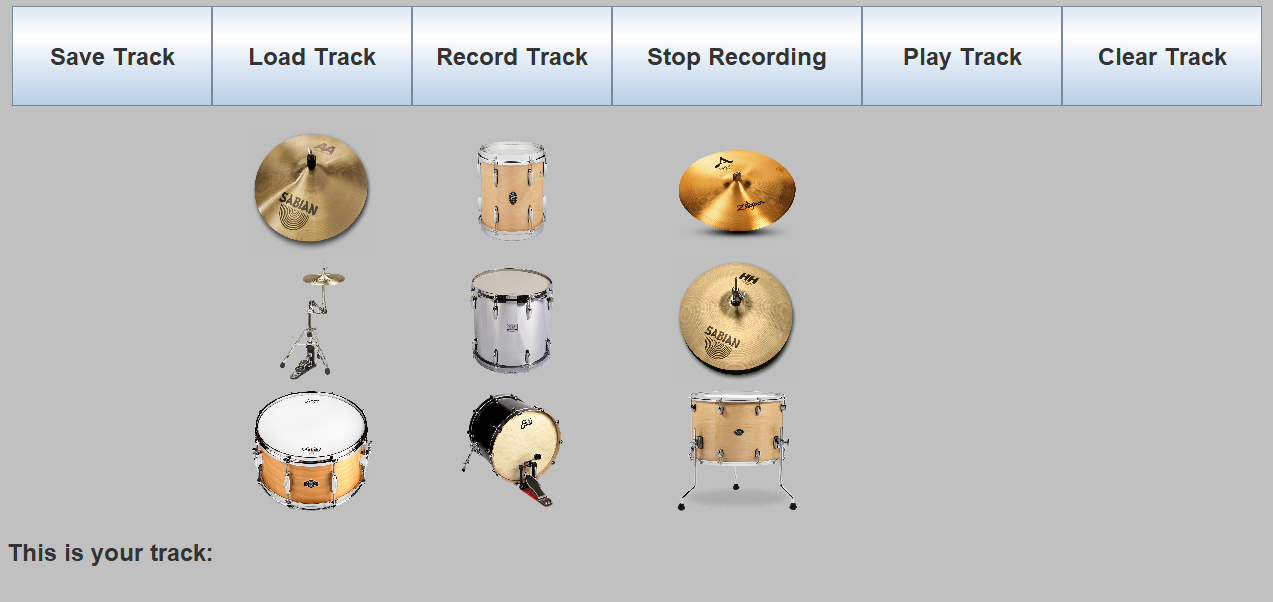 Save Track
Load Track
Record Track
Stop Recording
Play Track
Clear Track
AA
SABIAN
Zildjian
HH
SABIAN
This is your track: